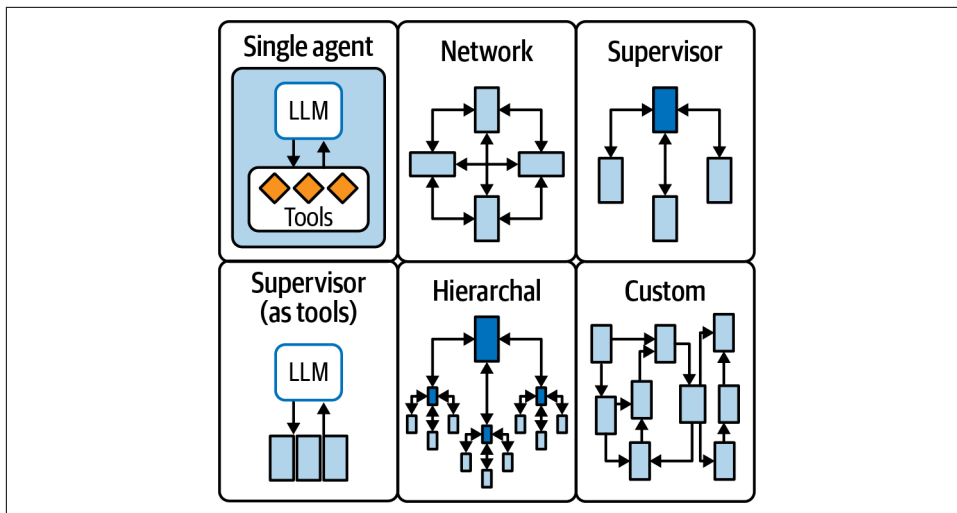 Single agent
LLM
Tools
Network
Supervisor
Supervisor
(as tools)
LLM
Hierarchal
Custom